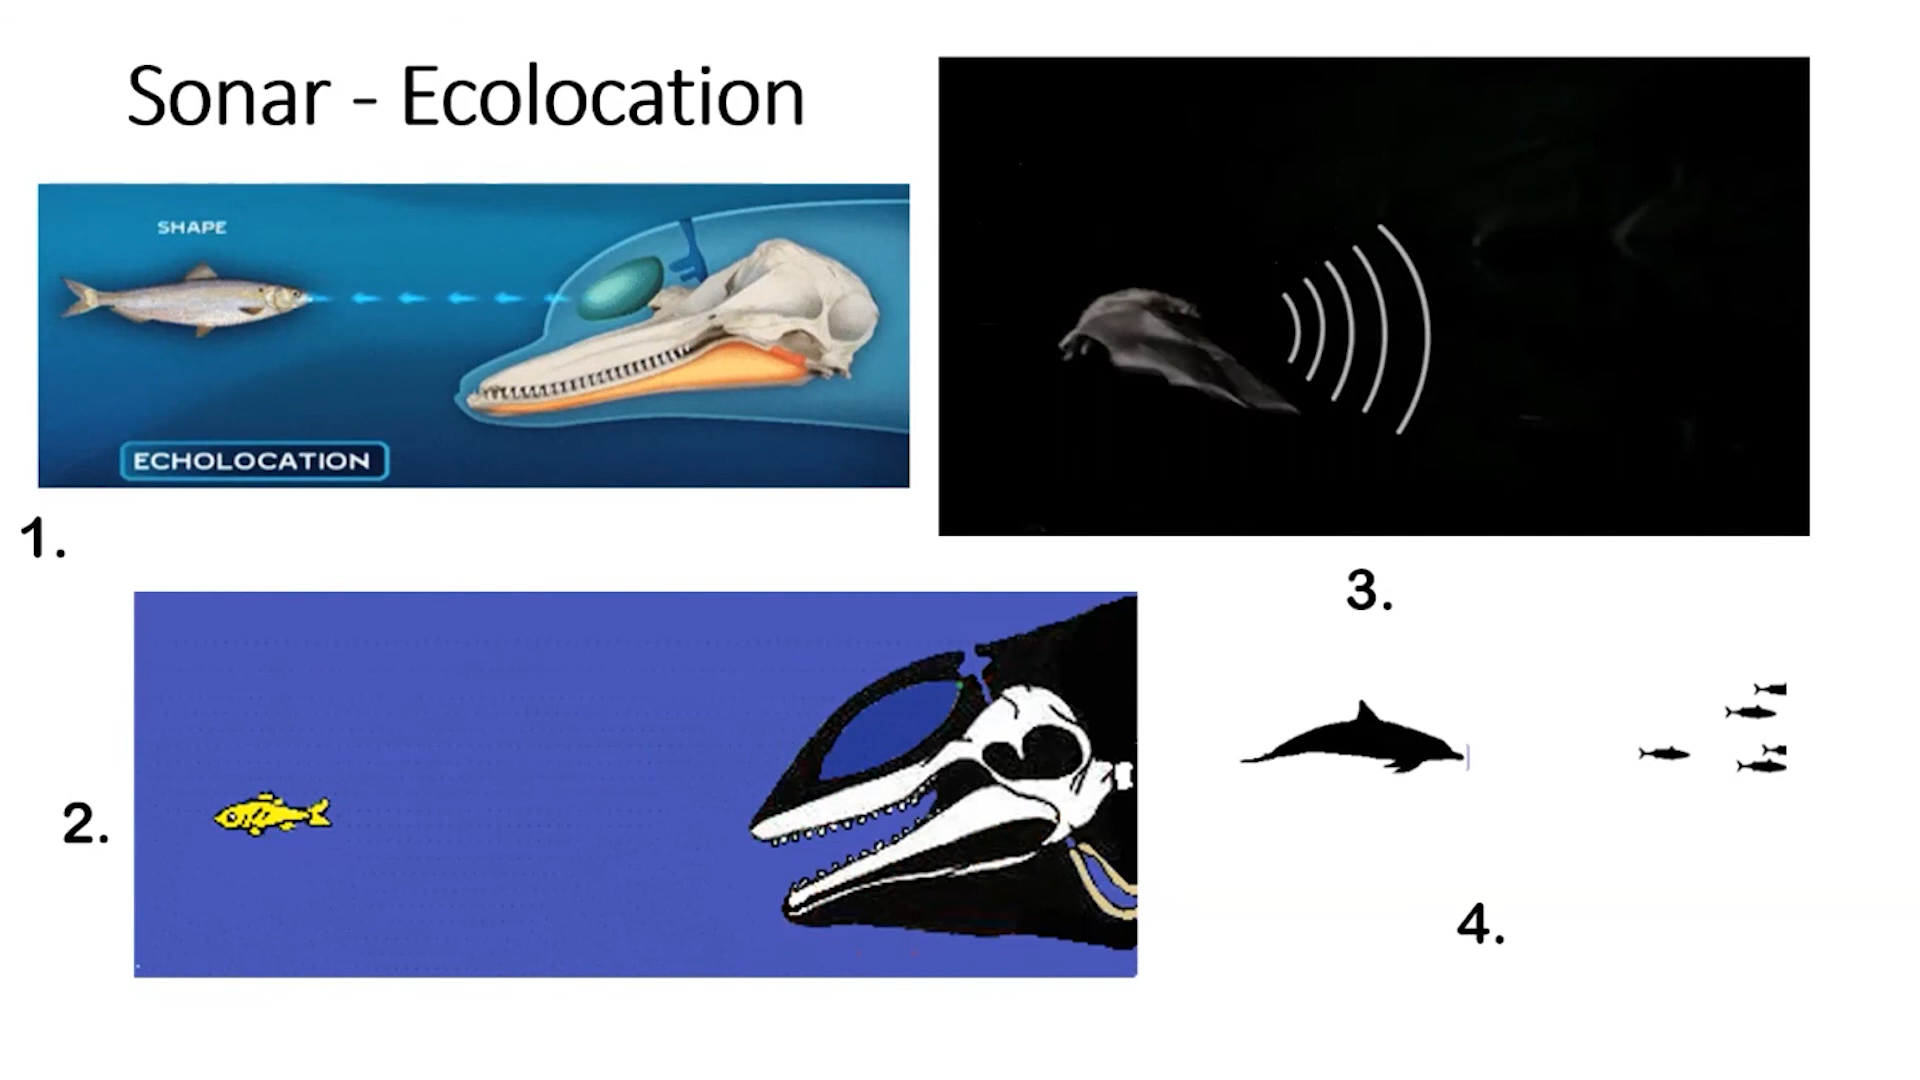 Sonar - Ecolocation
SHAPE
ECHOLOCATION
1.
3.
2.
4.